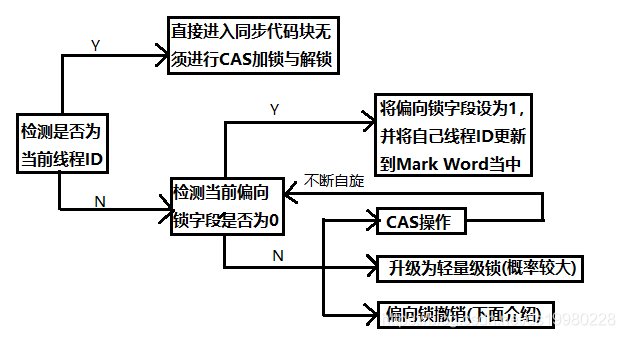 直接进入同步代码块无
须进行CAS加锁与解锁
Y
检测是否为
当前线程ID
N
Y
将偏向锁字段设为1，
并将自己线程ID更新
到Mark Word当中
检测当前偏向
锁字段是否为0
不断自旋
CAS操作
N
升级为轻量级锁(概率较大)
偏向锁撤销(下面介绍)